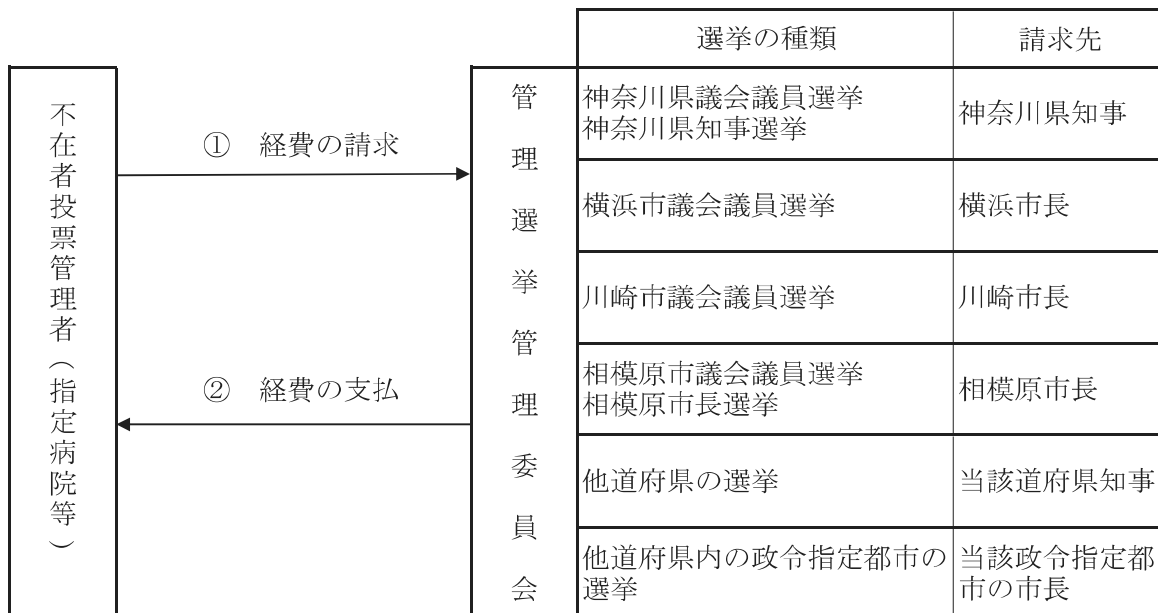 不在者投票管理者（指定病院等）
① 経費の請求
② 経費の支払
管理選挙管理委員会
選挙の種類
請求先
神奈川県議会議員選挙
神奈川県知事選挙
神奈川県知事
横浜市議会議員選挙
横浜市長
川崎市議会議員選挙
川崎市長
相模原市議会議員選挙
相模原市長選挙
相模原市長
他道府県の選挙
当該道府県知事
他道府県内の政令指定都市の
選挙
当該政令指定都
市の市長